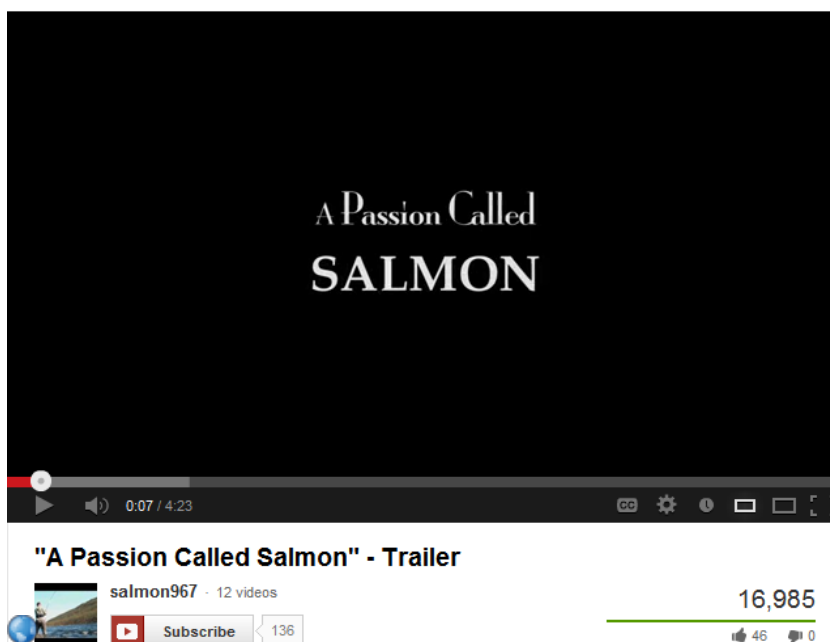 A Passion Called
SALMON
0:07 / 4:23
CC
"A Passion Called Salmon" - Trailer
salmon967 · 12 videos
16,985
Subscribe 136
46 0